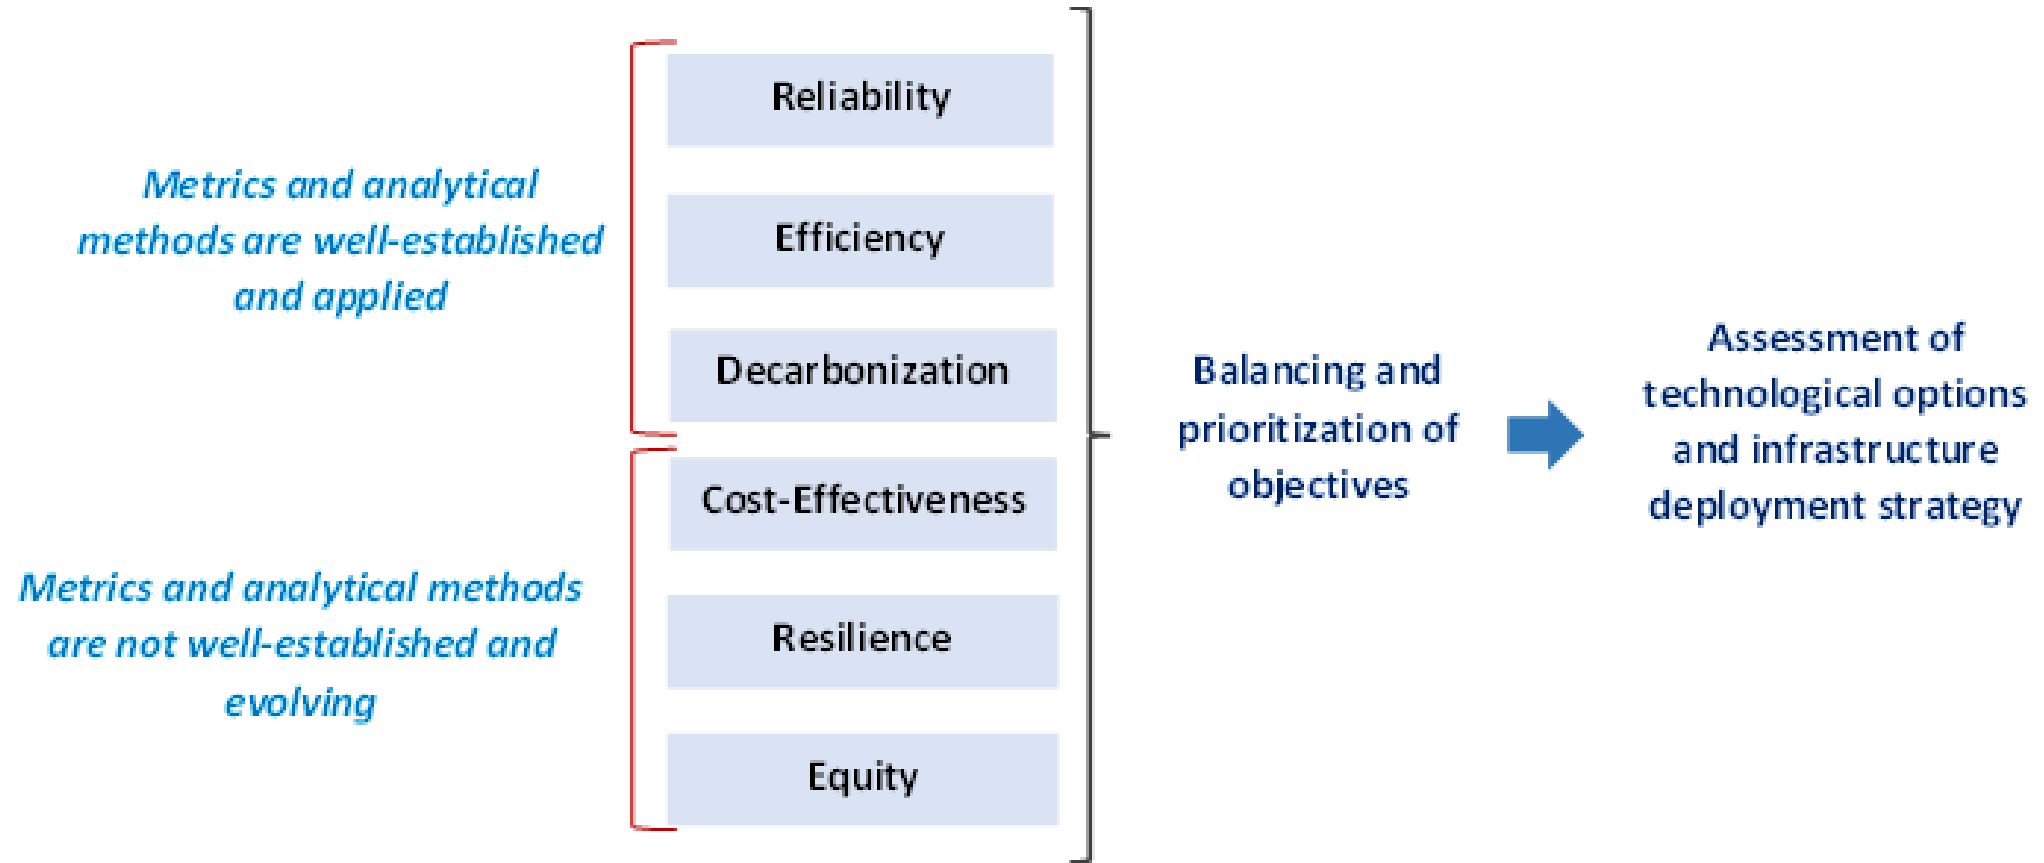 Metrics and analytical
methods are well-established
and applied
Reliability
Efficiency
Decarbonization
Metrics and analytical methods
are not well-established and
evolving
Cost-Effectiveness
Resilience
Equity
Balancing and
prioritization of
objectives
Assessment of
technological options
and infrastructure
deployment strategy